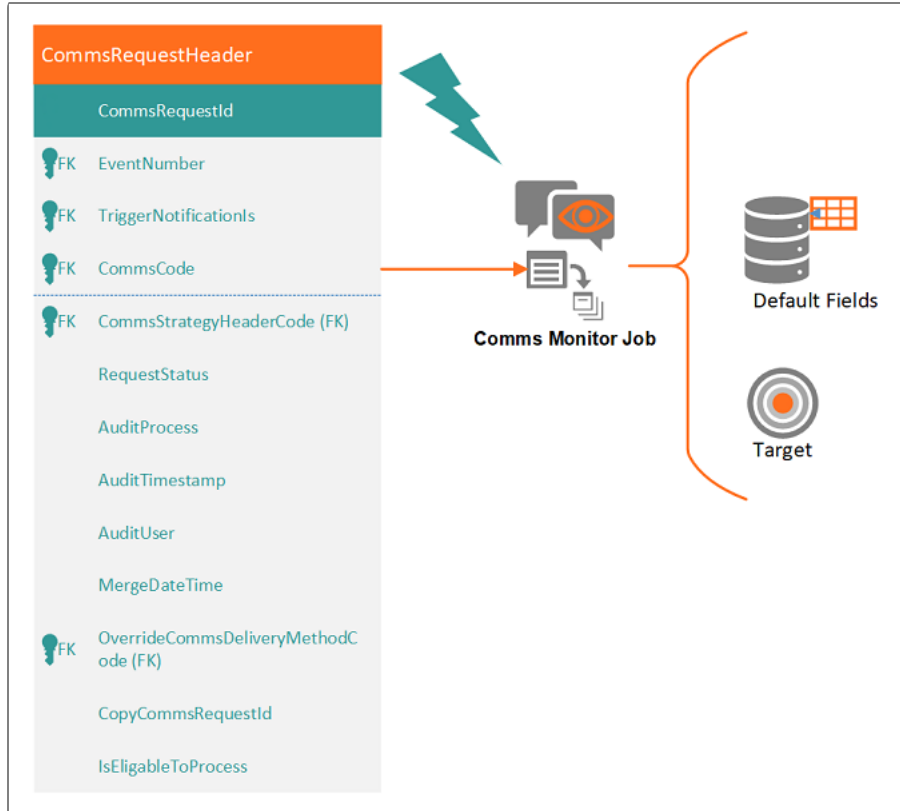 CommsRequestHeader
CommsRequestId
FK EventNumber
FK TriggerNotificationIs
FK CommsCode
FK CommsStrategyHeaderCode (FK)
RequestStatus
AuditProcess
AuditTimestamp
AuditUser
MergeDateTime
FK OverrideCommsDeliveryMethodC
ode (FK)
CopyCommsRequestId
IsEligableToProcess
Comms Monitor Job
Default Fields
Target